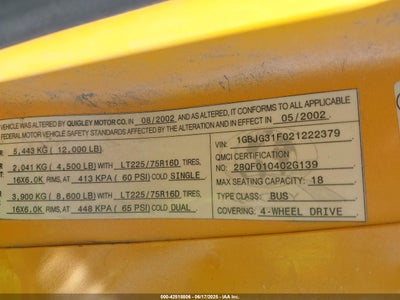 VEHICLE WAS ALTERED BY QUIGLEY MOTOR CO. IN 08/2002 AND, AS ALTERED, IT CONFORMS TO ALL APPLICABLE
FEDERAL MOTOR VEHICLE SAFETY STANDARDS AFFECTED BY THE ALTERATION AND IN EFFECT IN 05/2002
R 5,443 KG ( 12,000 LB)
R 2,041 KG ( 4,500 LB) WITH LT225/75R16D TIRES,
16X6.0K RIMS, AT 413 KPA ( 60 PSI) COLD SINGLE
R 3,900 KG ( 8,600 LB) WITH LT225/75R16D TIRES,
16X6.0K RIMS, AT 448 KPA ( 65 PSI) COLD DUAL
VIN: 1GBJG31F021222379
QMCI CERTIFICATION
NO: 28QF010402G139
MAX SEATING CAPACITY: 18
TYPE CLASS: BUS
COVERING: 4-WHEEL DRIVE
000-42518006 - 06/17/2025 - IAA Inc.